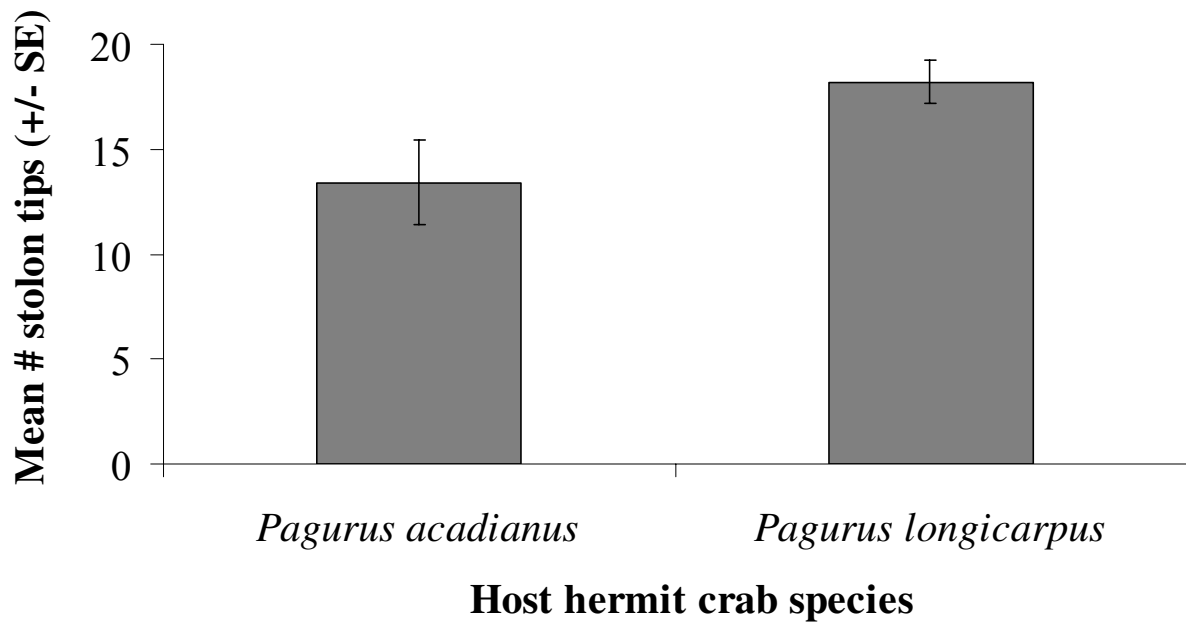 Mean # stolon tips (+/- SE)
20
15
10
5
0
Pagurus acadianus
Pagurus longicarpus
Host hermit crab species